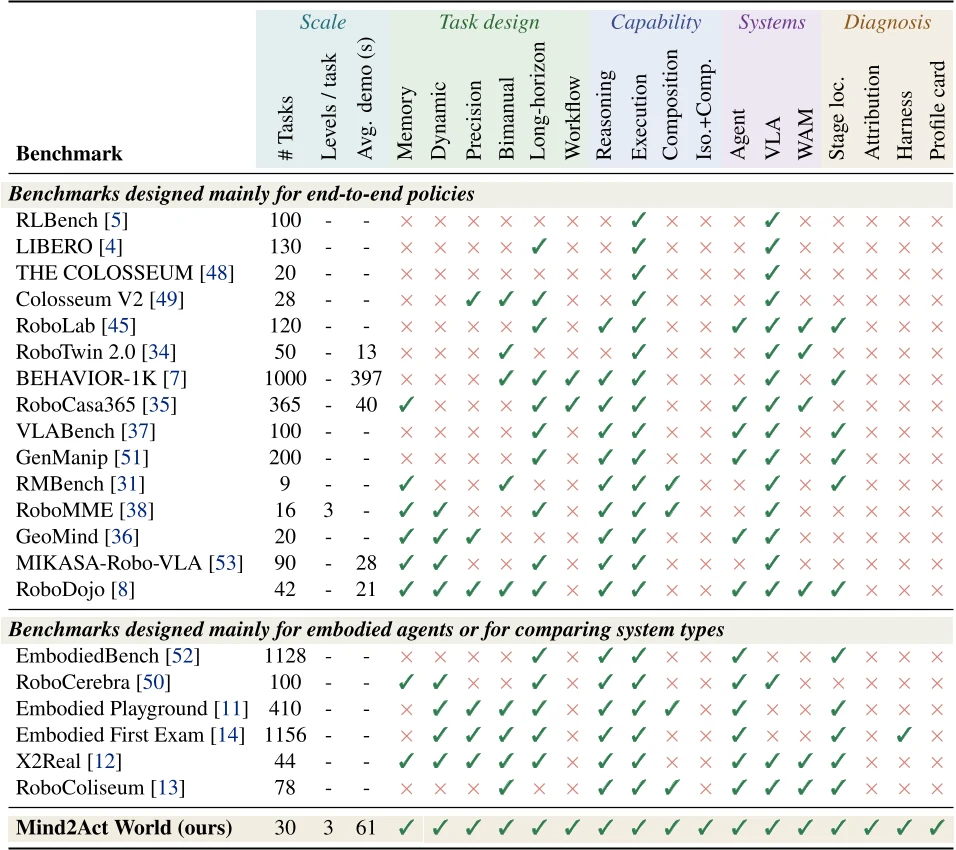 Scale Task design Capability Systems Diagnosis
Benchmark # Tasks Levels / task Avg. demo (s) Memory Dynamic Precision Bimanual Long-horizon Workflow Reasoning Execution Composition Iso.+Comp. Agent VLA WAM Stage loc. Attribution Harness Profile card
Benchmarks designed mainly for end-to-end policies
RLBench [5] 100 - - × × × × × × × ✓ × × × ✓ × × × × ×
LIBERO [4] 130 - - × × × × ✓ × × ✓ × × × ✓ × × × × ×
THE COLOSSEUM [48] 20 - - × × × × × × × ✓ × × × ✓ × × × × ×
Colosseum V2 [49] 28 - - × × ✓ ✓ ✓ × × ✓ × × × ✓ × × × × ×
RoboLab [45] 120 - - × × × × ✓ × ✓ ✓ × × ✓ ✓ ✓ ✓ × × ×
RoboTwin 2.0 [34] 50 - 13 × × × ✓ × × × ✓ × × × ✓ ✓ × × × ×
BEHAVIOR-1K [7] 1000 - 397 × × × ✓ ✓ ✓ ✓ ✓ × × × ✓ × ✓ × × ×
RoboCasa365 [35] 365 - 40 ✓ × × × ✓ ✓ ✓ ✓ × × ✓ ✓ ✓ × × × ×
VLABench [37] 100 - - × × × × ✓ × ✓ ✓ × × ✓ ✓ × ✓ × × ×
GenManip [51] 200 - - × × × × ✓ × ✓ ✓ × × ✓ ✓ × ✓ × × ×
RMBench [31] 9 - - ✓ × × ✓ × × ✓ ✓ ✓ × × ✓ × ✓ × × ×
RoboMME [38] 16 3 - ✓ ✓ × × ✓ × ✓ ✓ ✓ × × ✓ × × × × ×
GeoMind [36] 20 - - ✓ ✓ ✓ × × × ✓ ✓ × × ✓ ✓ × × × × ×
MIKASA-Robo-VLA [53] 90 - 28 ✓ ✓ × × ✓ × ✓ ✓ × × × ✓ × × × × ×
RoboDojo [8] 42 - 21 ✓ ✓ ✓ ✓ ✓ × ✓ ✓ × × ✓ ✓ ✓ ✓ × × ×
Benchmarks designed mainly for embodied agents or for comparing system types
EmbodiedBench [52] 1128 - - × × × × ✓ × ✓ ✓ × × ✓ × × ✓ × × ×
RoboCerebra [50] 100 - - ✓ ✓ × × ✓ × ✓ ✓ × × ✓ ✓ × × × × ×
Embodied Playground [11] 410 - - × ✓ ✓ ✓ ✓ × ✓ ✓ ✓ × ✓ × × ✓ × × ×
Embodied First Exam [14] 1156 - - × ✓ ✓ ✓ ✓ × ✓ ✓ × × ✓ × × ✓ × ✓ ×
X2Real [12] 44 - - ✓ ✓ ✓ ✓ ✓ × ✓ ✓ × × ✓ ✓ ✓ ✓ × × ×
RoboColiseum [13] 78 - - × × × ✓ × × ✓ ✓ ✓ × ✓ ✓ ✓ ✓ × × ×
Mind2Act World (ours) 30 3 61 ✓ ✓ ✓ ✓ ✓ ✓ ✓ ✓ ✓ ✓ ✓ ✓ ✓ ✓ ✓ ✓ ✓